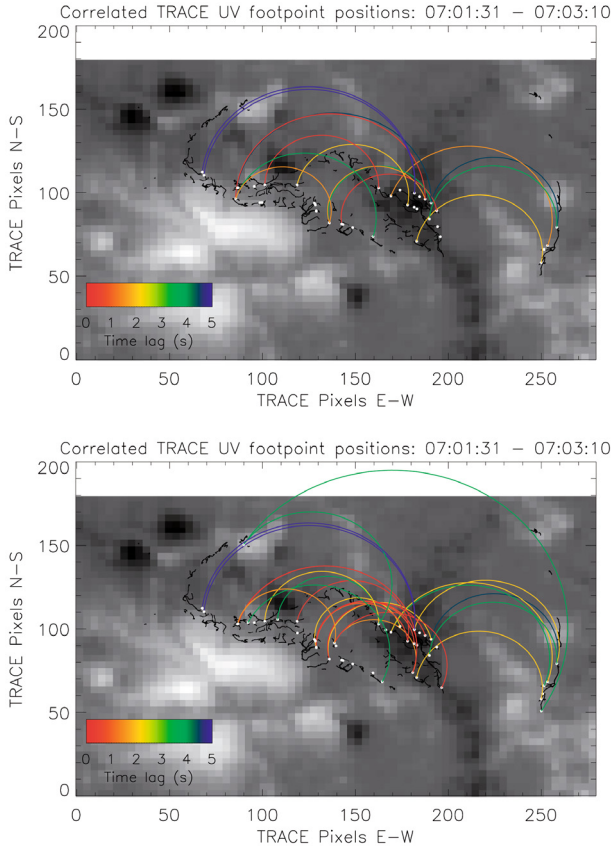 Correlated TRACE UV footpoint positions: 07:01:31 – 07:03:10
200
150
100
50
0
TRACE Pixels N–S
0 1 2 3 4 5
Time lag (s)
0 50 100 150 200 250
TRACE Pixels E–W
Correlated TRACE UV footpoint positions: 07:01:31 – 07:03:10
200
150
100
50
0
TRACE Pixels N–S
0 1 2 3 4 5
Time lag (s)
0 50 100 150 200 250
TRACE Pixels E–W